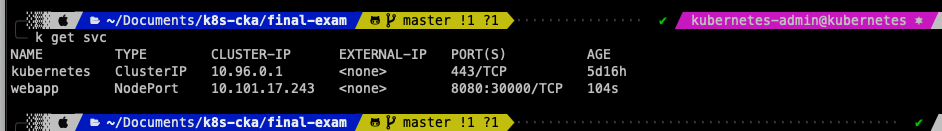 ~/Documents/k8s-cka/final-exam master !1 ?1 ✔ kubernetes-admin@kubernetes ⎈
k get svc
NAME TYPE CLUSTER-IP EXTERNAL-IP PORT(S) AGE
kubernetes ClusterIP 10.96.0.1 <none> 443/TCP 5d16h
webapp NodePort 10.101.17.243 <none> 8080:30000/TCP 104s
~/Documents/k8s-cka/final-exam master !1 ?1 ✔